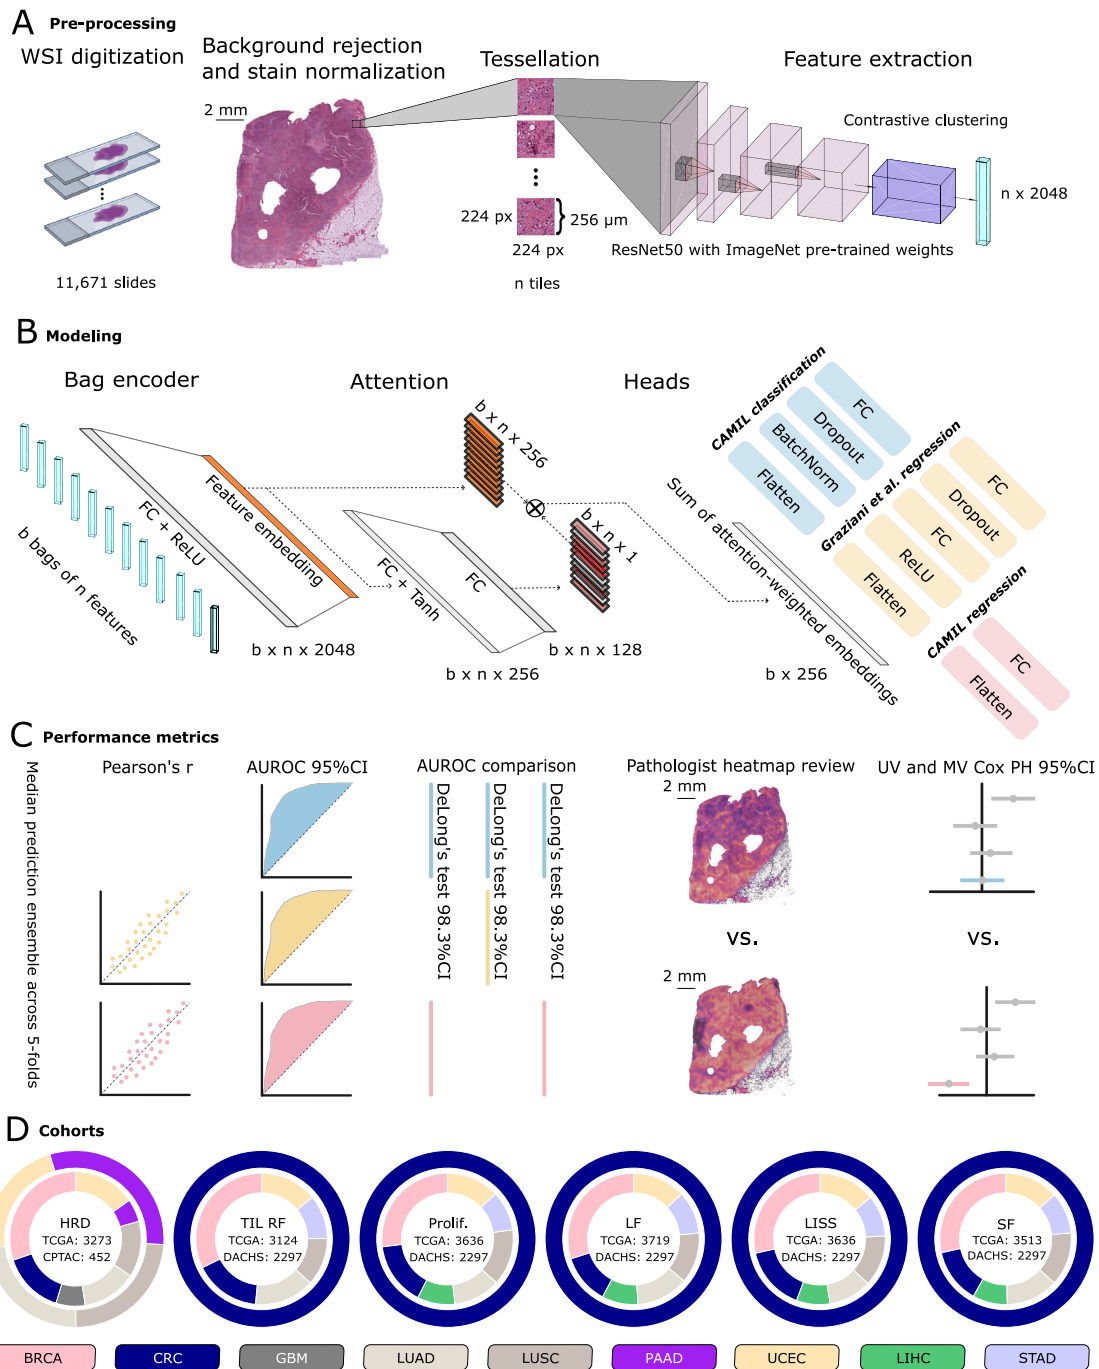 A Pre-processing
WSI digitization
Background rejection
and stain normalization
Tessellation
Feature extraction
2 mm
Contrastive clustering
n x 2048
224 px
256 µm
224 px
ResNet50 with ImageNet pre-trained weights
11,671 slides
n tiles
B Modeling
Bag encoder
Attention
Heads
b bags of n features
FC + ReLU
Feature embedding
b x n x 2048
b x n x 256
FC + Tanh
FC
b x n x 256
b x n x 1
b x n x 128
Sum of attention-weighted embeddings
b x 256
CAMIL classification
Flatten
BatchNorm
Dropout
FC
Graziani et al. regression
Flatten
ReLU
FC
Dropout
FC
CAMIL regression
Flatten
FC
C Performance metrics
Median prediction ensemble across 5-folds
Pearson's r
AUROC 95%CI
AUROC comparison
Pathologist heatmap review
UV and MV Cox PH 95%CI
DeLong's test 98.3%CI
DeLong's test 98.3%CI
DeLong's test 98.3%CI
2 mm
vs.
vs.
2 mm
D Cohorts
HRD
TCGA: 3273
CPTAC: 452
TIL RF
TCGA: 3124
DACHS: 2297
Prolif.
TCGA: 3636
DACHS: 2297
LF
TCGA: 3719
DACHS: 2297
LISS
TCGA: 3636
DACHS: 2297
SF
TCGA: 3513
DACHS: 2297
BRCA
CRC
GBM
LUAD
LUSC
PAAD
UCEC
LIHC
STAD